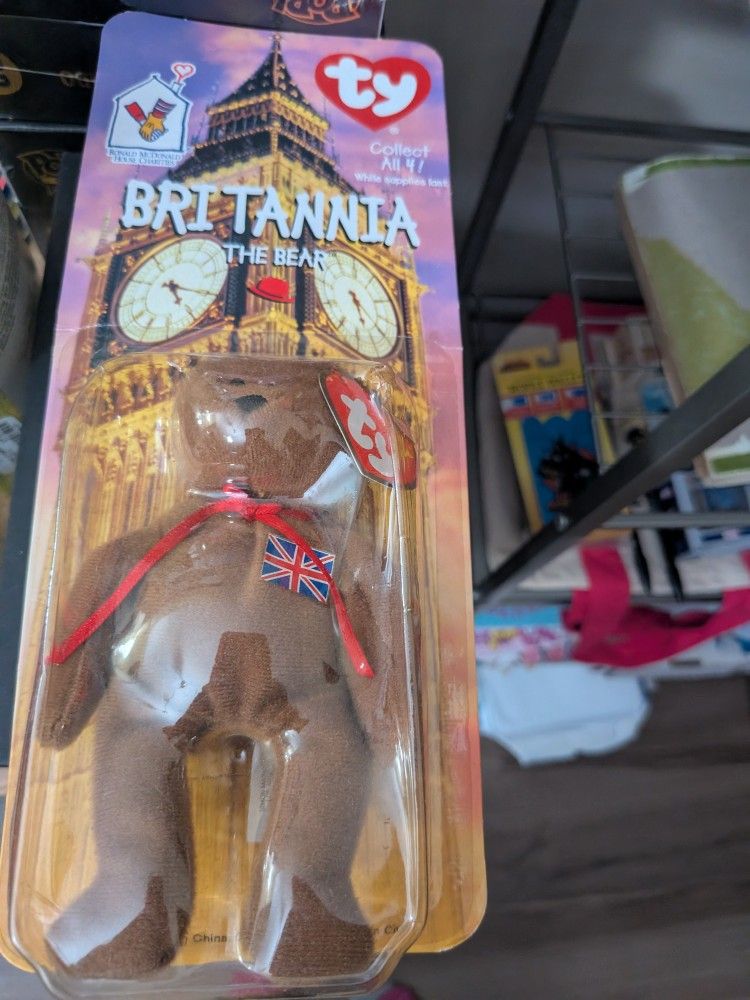 RONALD McDONALD
HOUSE CHARITIES
ty
Collect
All 4!
While supplies last
BRITANNIA
THE BEAR
ty
China